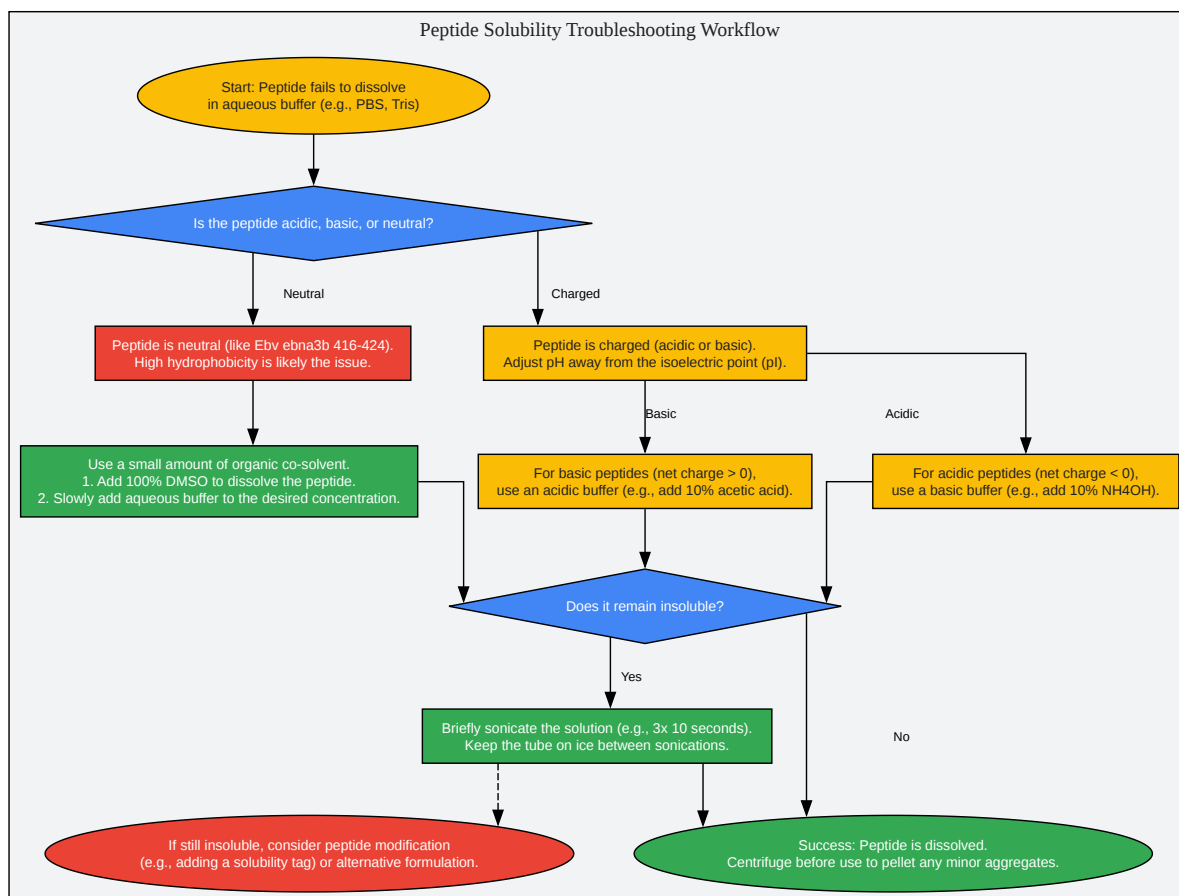 Peptide Solubility Troubleshooting Workflow
Start: Peptide fails to dissolve
in aqueous buffer (e.g., PBS, Tris)
Is the peptide acidic, basic, or neutral?
Neutral
Charged
Peptide is neutral (like Ebv ebna3b 416-424).
High hydrophobicity is likely the issue.
Peptide is charged (acidic or basic).
Adjust pH away from the isoelectric point (pI).
Basic
Acidic
Use a small amount of organic co-solvent.
1. Add 100% DMSO to dissolve the peptide.
2. Slowly add aqueous buffer to the desired concentration.
For basic peptides (net charge > 0),
use an acidic buffer (e.g., add 10% acetic acid).
For acidic peptides (net charge < 0),
use a basic buffer (e.g., add 10% NH4OH).
Does it remain insoluble?
Yes
Briefly sonicate the solution (e.g., 3x 10 seconds).
Keep the tube on ice between sonications.
No
If still insoluble, consider peptide modification
(e.g., adding a solubility tag) or alternative formulation.
Success: Peptide is dissolved.
Centrifuge before use to pellet any minor aggregates.